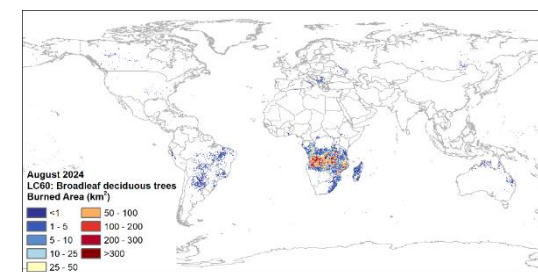 August 2024
LC60: Broadleaf deciduous trees
Burned Area (km²)
<1
1 - 5
5 - 10
10 - 25
25 - 50
50 - 100
100 - 200
200 - 300
>300